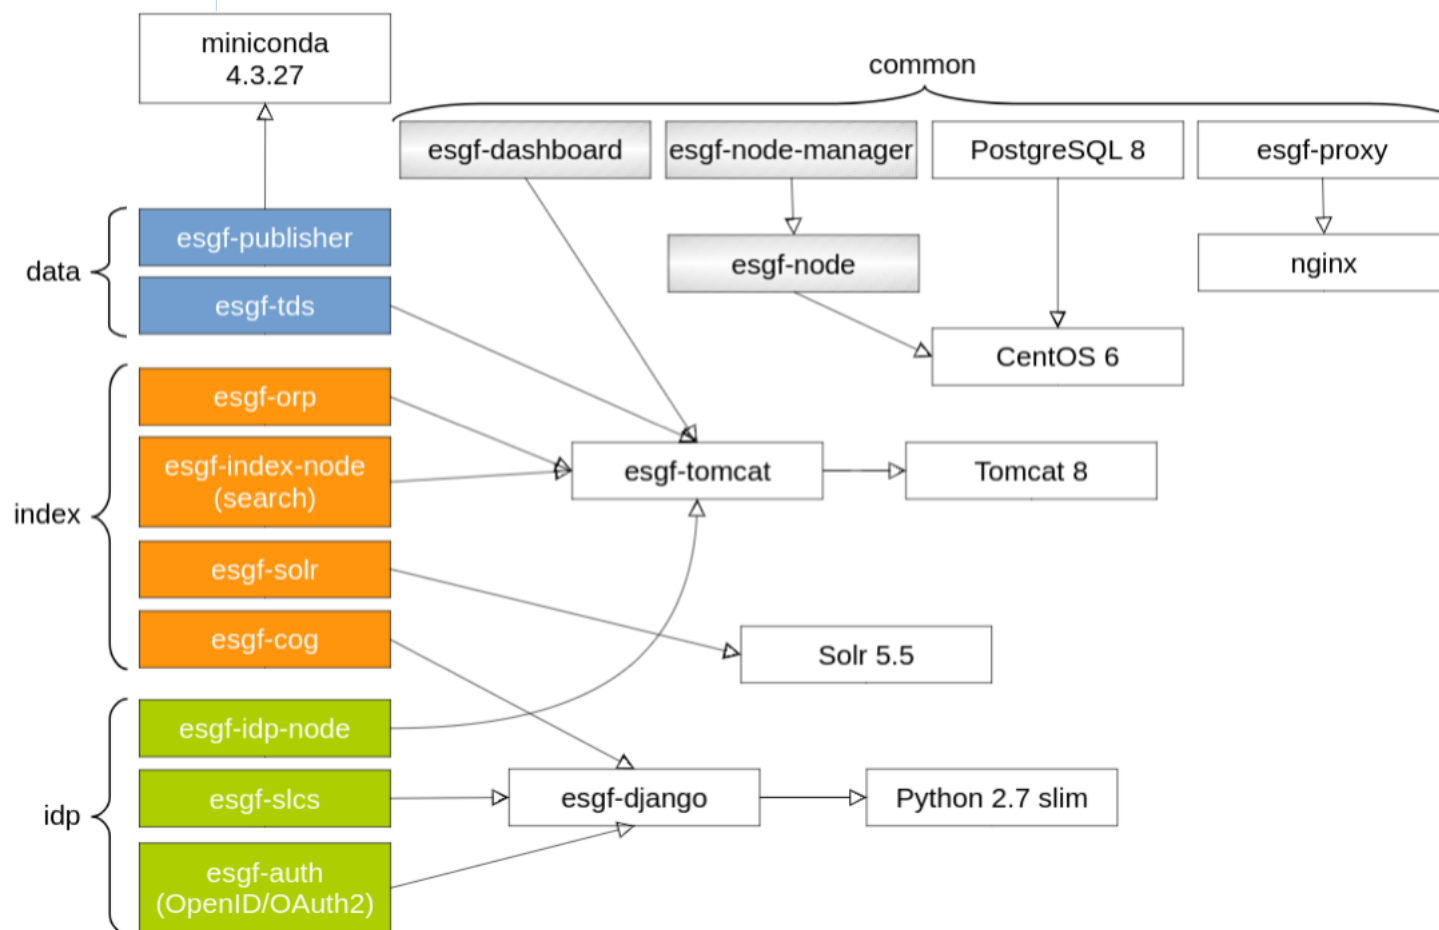 miniconda
4.3.27
common
esgf-dashboard
esgf-node-manager
PostgreSQL 8
esgf-proxy
data
esgf-publisher
esgf-tds
esgf-node
nginx
CentOS 6
index
esgf-orp
esgf-index-node
(search)
esgf-solr
esgf-cog
esgf-tomcat
Tomcat 8
Solr 5.5
idp
esgf-idp-node
esgf-slcs
esgf-auth
(OpenID/OAuth2)
esgf-django
Python 2.7 slim